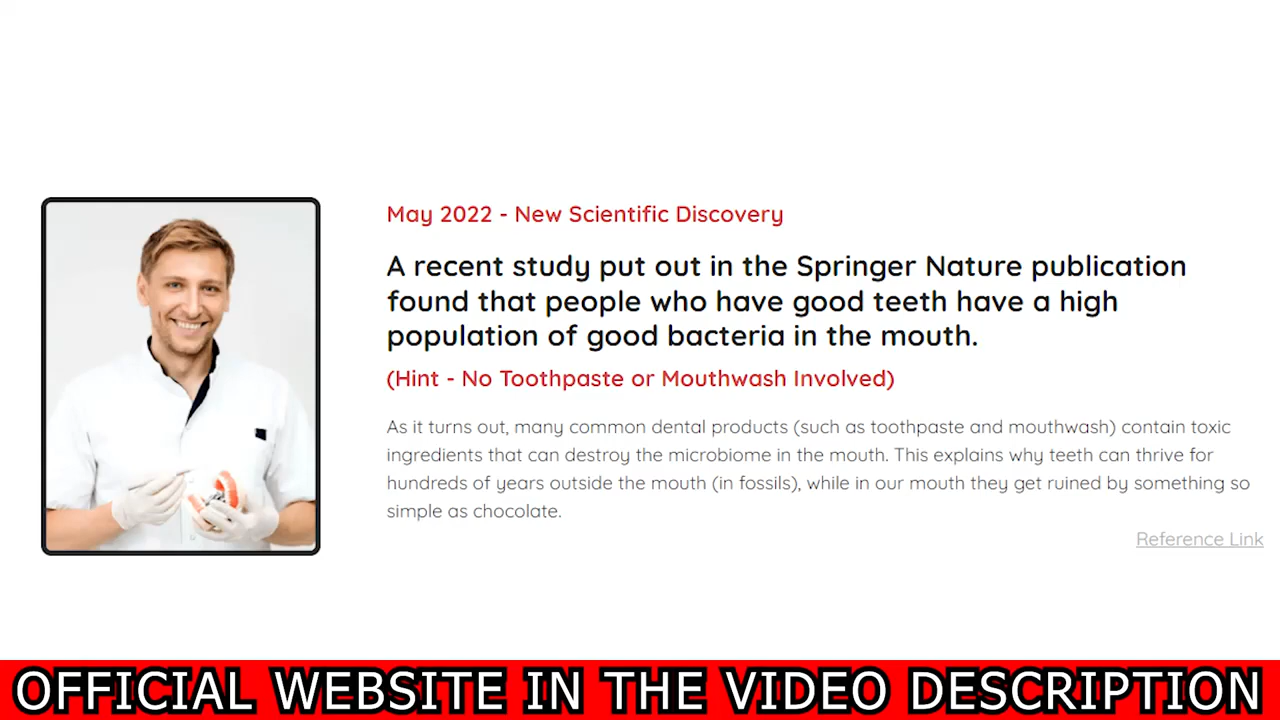 May 2022 - New Scientific Discovery
A recent study put out in the Springer Nature publication
found that people who have good teeth have a high
population of good bacteria in the mouth.
(Hint - No Toothpaste or Mouthwash Involved)
As it turns out, many common dental products (such as toothpaste and mouthwash) contain toxic
ingredients that can destroy the microbiome in the mouth. This explains why teeth can thrive for
hundreds of years outside the mouth (in fossils), while in our mouth they get ruined by something so
simple as chocolate.
Reference Link
OFFICIAL WEBSITE IN THE VIDEO DESCRIPTION